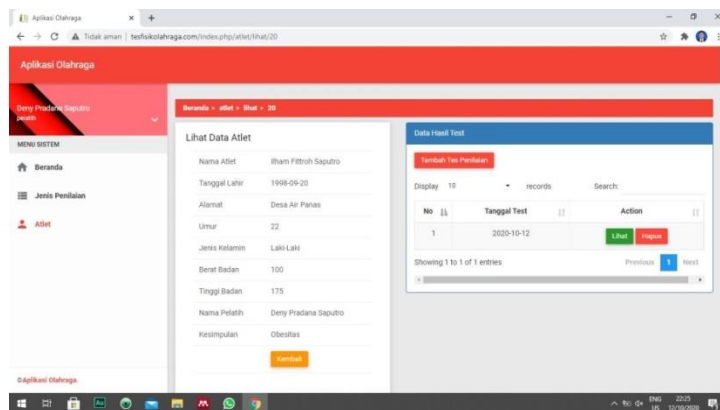 Aplikasi Olahraga
Tidak aman | tesfisikolahraga.com/index.php/atlet/lihat/20
Aplikasi Olahraga
Deny Pradana Saputro
pelatih
MENU SISTEM
Beranda
Jenis Penilaian
Atlet
©Aplikasi Olahraga.
Beranda > atlet > lihat > 20
Lihat Data Atlet
Nama Atlet Ilham Fittroh Saputro
Tanggal Lahir 1998-09-20
Alamat Desa Air Panas
Umur 22
Jenis Kelamin Laki-Laki
Berat Badan 100
Tinggi Badan 175
Nama Pelatih Deny Pradana Saputro
Kesimpulan Obesitas
Kembali
Data Hasil Test
Tambah Tes Penilaian
Display 10 records Search:
No Tanggal Test Action
1 2020-10-12 Lihat Hapus
Showing 1 to 1 of 1 entries Previous 1 Next
ENG 22:25
US 12/10/2020